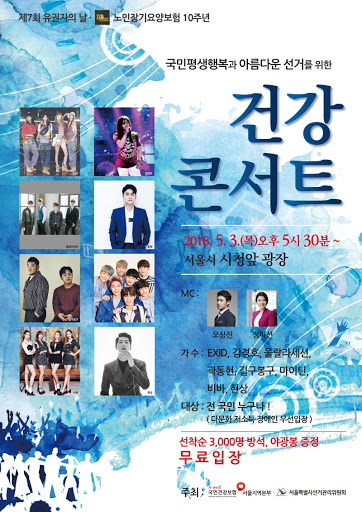 제7회 유권자의 날 · 노인장기요양보험 10주년
국민평생행복과 아름다운 선거를 위한
건강
콘서트
2018. 5. 3.(목)오후 5시 30분 ~
서울시 시청앞 광장
MC :
오상진
가수 : EXID, 김경호, 울랄라세션,
곽동현, 길구봉구, 마이틴,
비바, 현상
대상 : 전 국민 누구나 !
( 다문화 저소득 장애인 우선입장 )
선착순 3,000명 방석, 야광봉 증정
무료입장
주최 : 국민건강보험 서울지역본부 · 서울특별시선거관리위원회